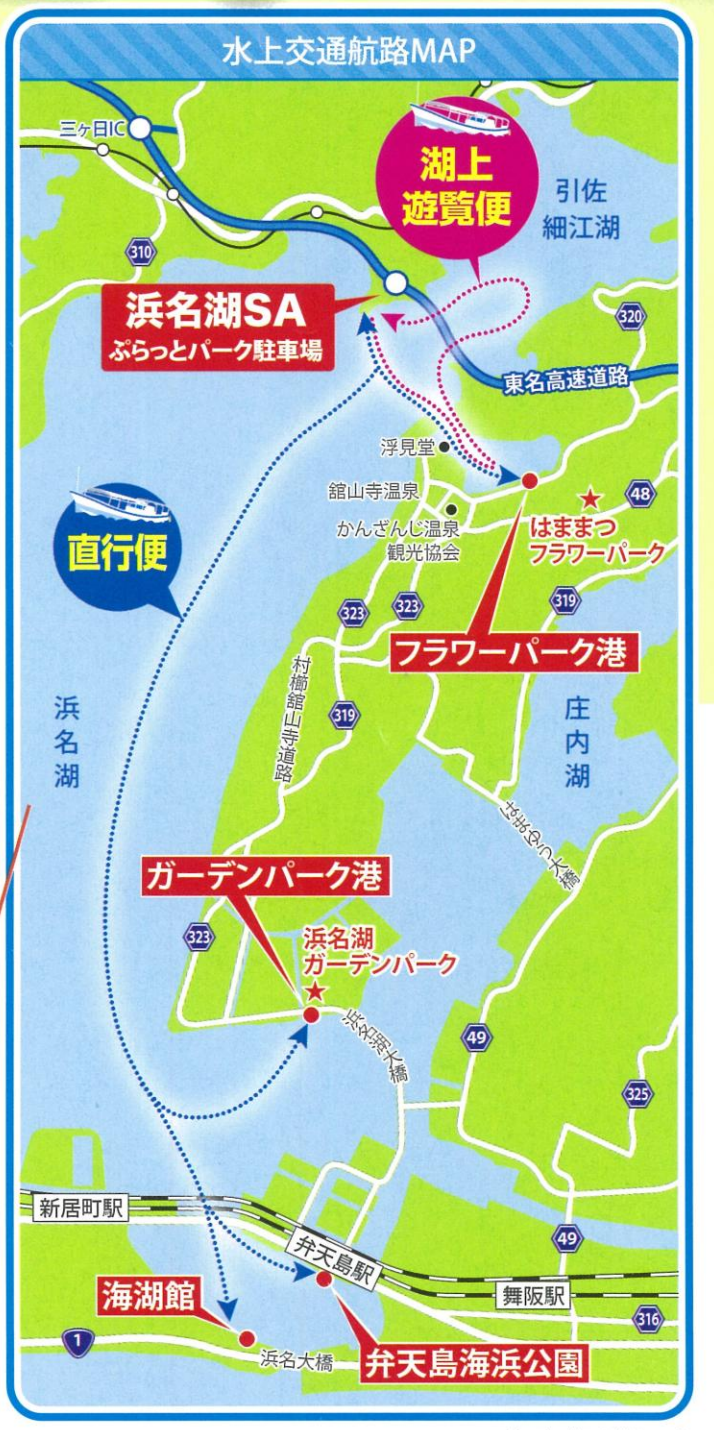 水上交通航路MAP
三ヶ日IC
湖上
遊覧便
引佐
細江湖
310
浜名湖SA
ぷらっとパーク駐車場
320
東名高速道路
浮見堂
舘山寺温泉
48
かんざんじ温泉
観光協会
はままつ
フラワーパーク
直行便
323
323
319
フラワーパーク港
村櫛舘山寺道路
319
浜名湖
庄内湖
はまゆう大橋
ガーデンパーク港
323
浜名湖
ガーデンパーク
浜名湖大橋
49
325
新居町駅
弁天島駅
49
舞阪駅
海湖館
316
1
浜名大橋
弁天島海浜公園